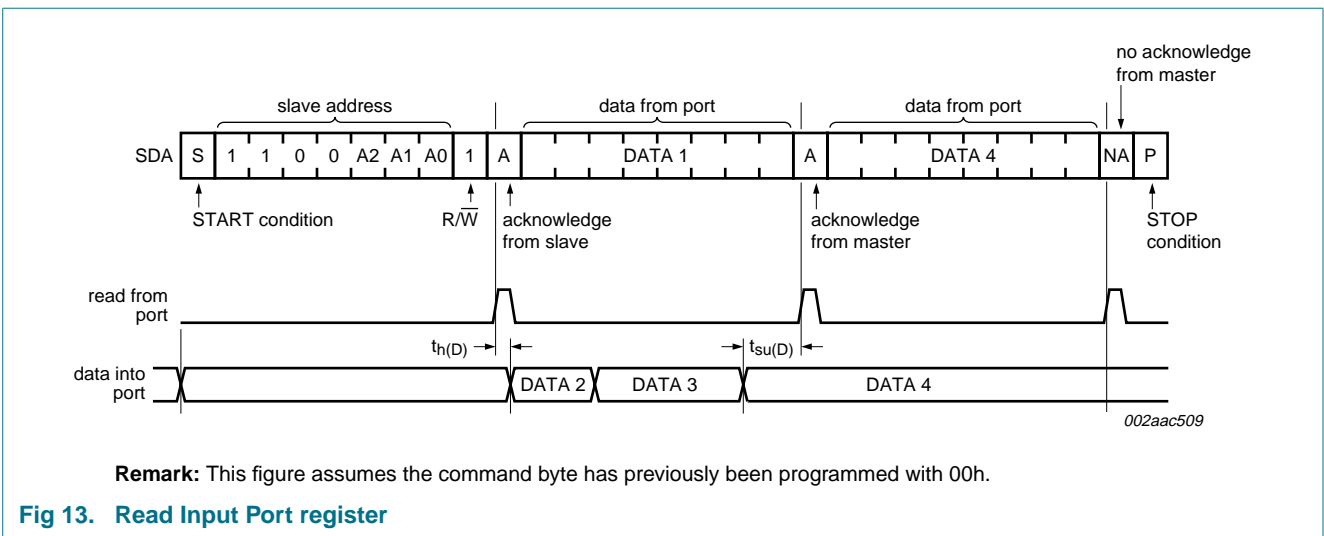 no acknowledge
from master
slave address
data from port
data from port
SDA S 1 1 0 0 A2 A1 A0 1 A DATA 1 A DATA 4 NA P
START condition
R/W̅
acknowledge
from slave
acknowledge
from master
STOP
condition
read from
port
th(D)
tsu(D)
data into
port
DATA 2 DATA 3 DATA 4
002aac509
Remark: This figure assumes the command byte has previously been programmed with 00h.
Fig 13. Read Input Port register